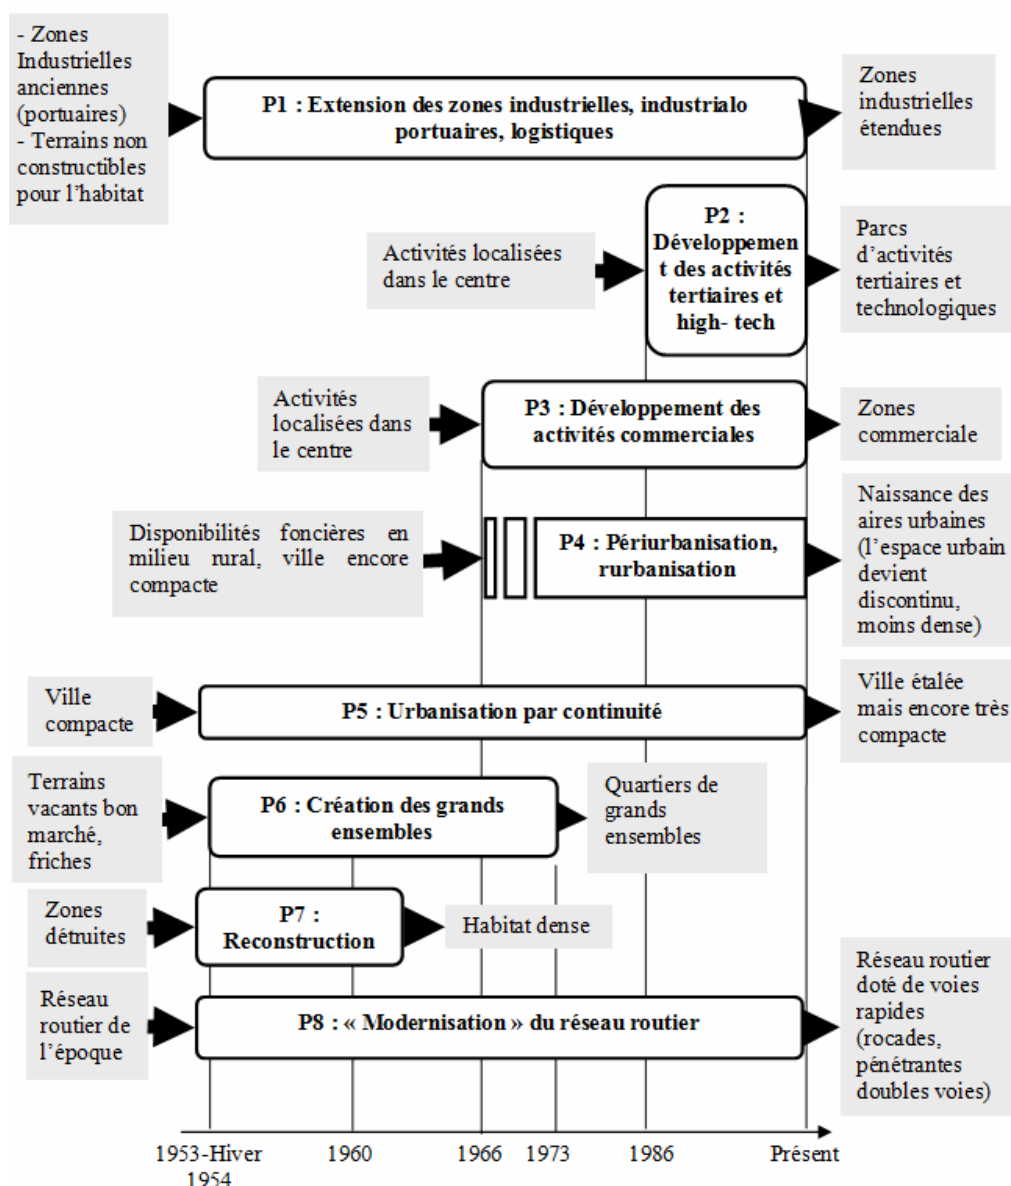 - Zones
Industrielles
anciennes
(portuaires)
- Terrains non
constructibles
pour l'habitat
P1 : Extension des zones industrielles, industrialo
portuaires, logistiques
Zones
industrielles
étendues
Activités localisées
dans le centre
P2 :
Développemen
t des activités
tertiaires et
high- tech
Parcs
d'activités
tertiaires et
technologiques
Activités
localisées dans
le centre
P3 : Développement des
activités commerciales
Zones
commerciale
Disponibilités foncières en
milieu rural, ville encore
compacte
P4 : Périurbanisation,
rurbanisation
Naissance des
aires urbaines
(l'espace urbain
devient
discontinu,
moins dense)
Ville
compacte
P5 : Urbanisation par continuité
Ville étalée
mais encore très
compacte
Terrains
vacants bon
marché,
friches
P6 : Création des grands
ensembles
Quartiers de
grands
ensembles
Zones
détruites
P7 :
Reconstruction
Habitat dense
Réseau
routier de
l'époque
P8 : « Modernisation » du réseau routier
Réseau routier
doté de voies
rapides
(rocades,
pénétrantes
doubles voies)
1953-Hiver
1954
1960
1966
1973
1986
Présent